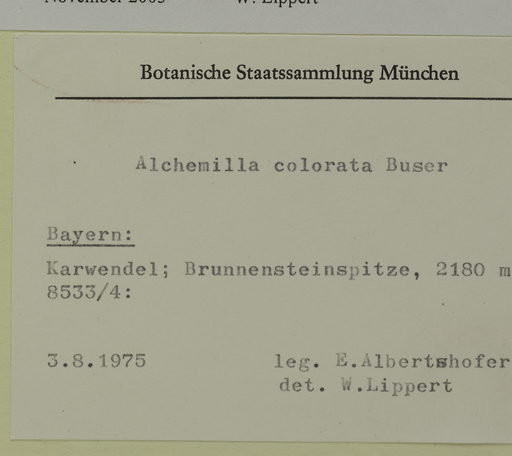 W. Lippert
Botanische Staatssammlung München
Alchemilla colorata Buser
Bayern:
Karwendel; Brunnensteinspitze, 2180 m
8533/4:
3.8.1975 leg. E.Albertshofer
det. W.Lippert